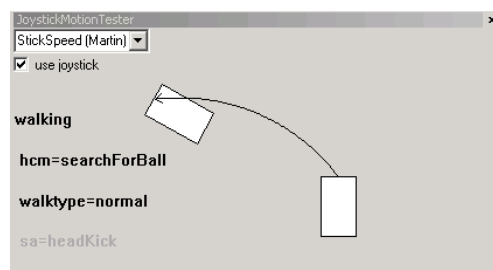 JoystickMotionTester
StickSpeed (Martin)
use joystick
walking
hcm=searchForBall
walktype=normal
sa=headKick